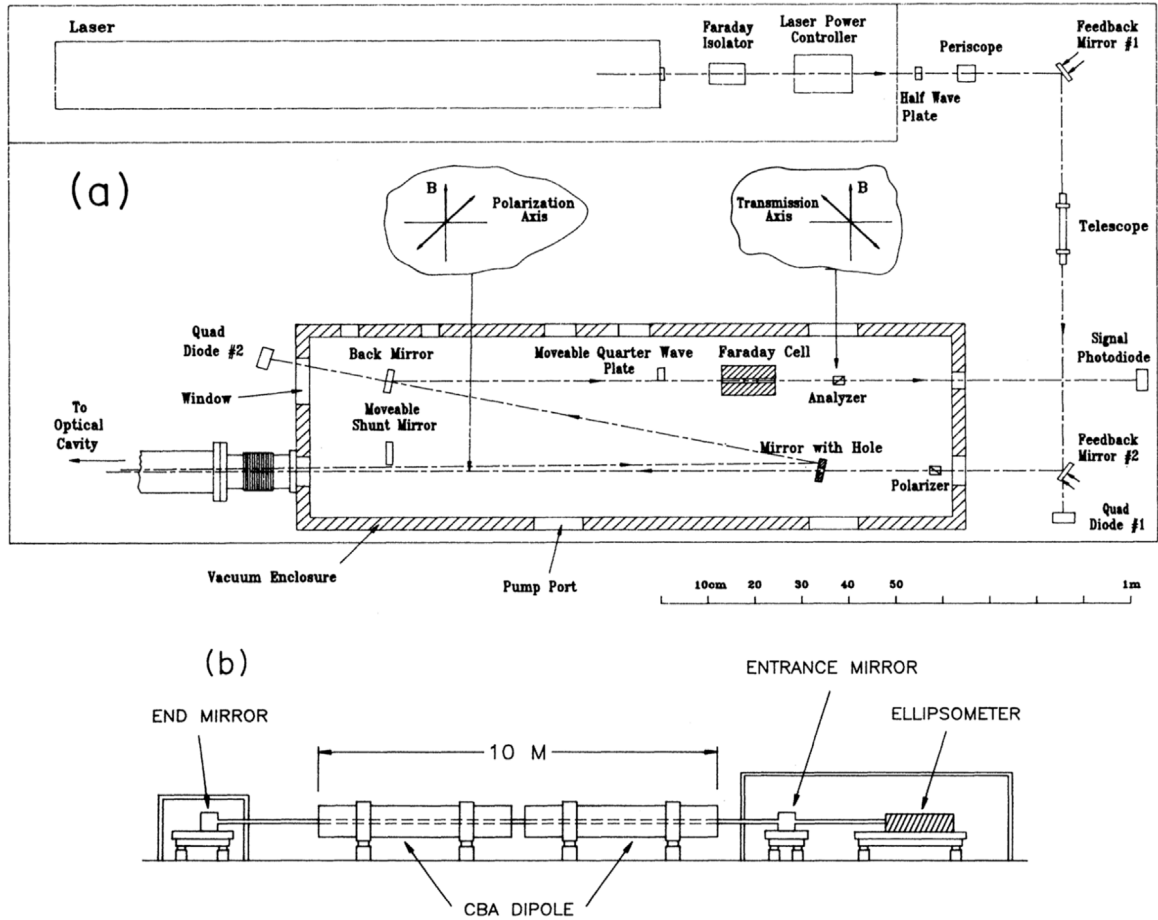 Laser
Faraday
Isolator
Laser Power
Controller
Periscope
Feedback
Mirror #1
Half Wave
Plate
(a)
B
Polarization
Axis
Transmission
Axis
B
Telescope
Quad
Diode #2
Back Mirror
Moveable Quarter Wave
Plate
Faraday Cell
Signal
Photodiode
Window
Analyzer
To
Optical
Cavity
Moveable
Shunt Mirror
Mirror with Hole
Feedback
Mirror #2
Polarizer
Quad
Diode #1
Vacuum Enclosure
Pump Port
10cm 20 30 40 50 1m
(b)
ENTRANCE MIRROR
END MIRROR
ELLIPSOMETER
10 M
CBA DIPOLE